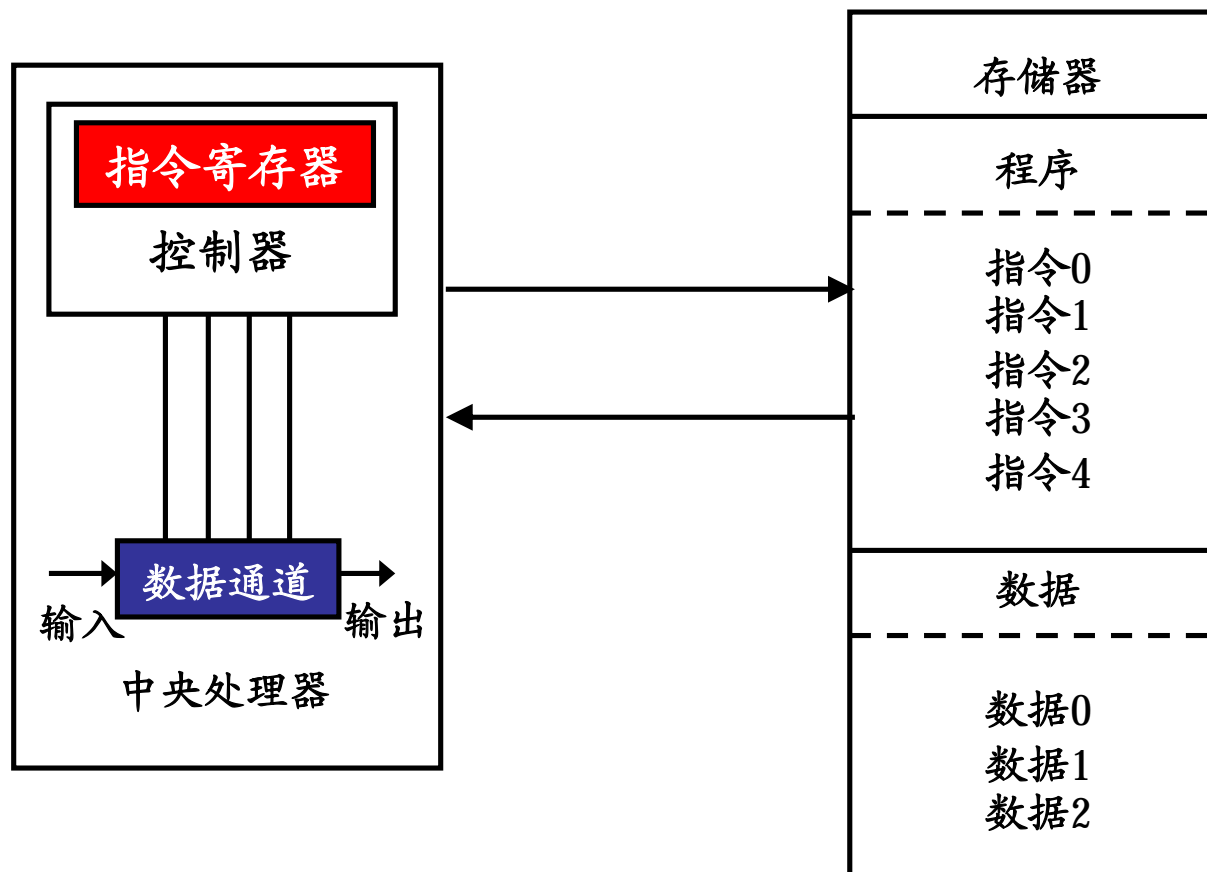 指令寄存器
控制器
数据通道
输入
输出
中央处理器
存储器
程序
指令0
指令1
指令2
指令3
指令4
数据
数据0
数据1
数据2